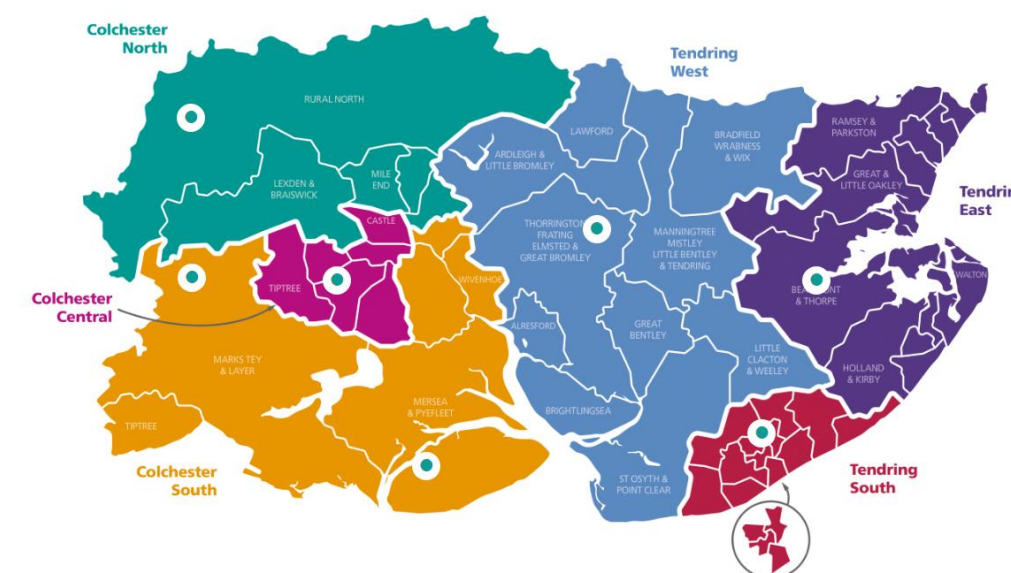 Colchester
North
Tendring
West
RURAL NORTH
LAWFORD
BRADFIELD
WRABNESS
& WIX
RAMSEY &
PARKSTON
ARDLEIGH &
LITTLE BROMLEY
MILE
END
LEXDEN &
BRAISWICK
GREAT &
LITTLE OAKLEY
Tendrin
East
CASTLE
THORRINGTON
FRATING
ELMSTED &
GREAT BROMLEY
MANNINGTREE
MISTLEY
LITTLE BENTLEY
& TENDRING
WIVENHOE
WALTON
TIPTREE
& THORPE
Colchester
Central
ALRESFORD
GREAT
BENTLEY
LITTLE
CLACTON
& WEELEY
MARKS TEY
& LAYER
HOLLAND
& KIRBY
MERSEA
& PYEFLEET
BRIGHTLINGSEA
TIPTREE
Colchester
South
ST OSYTH &
POINT CLEAR
Tendring
South